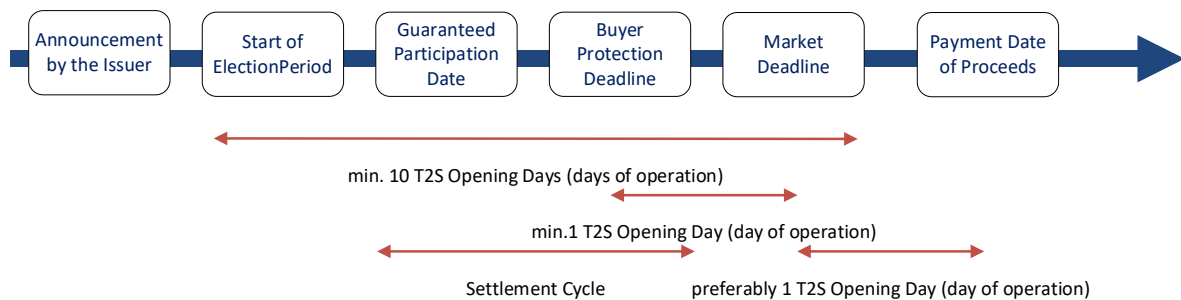 Announcement
by the Issuer
Start of
ElectionPeriod
Guaranteed
Participation
Date
Buyer
Protection
Deadline
Market
Deadline
Payment Date
of Proceeds
min. 10 T2S Opening Days (days of operation)
min.1 T2S Opening Day (day of operation)
Settlement Cycle
preferably 1 T2S Opening Day (day of operation)